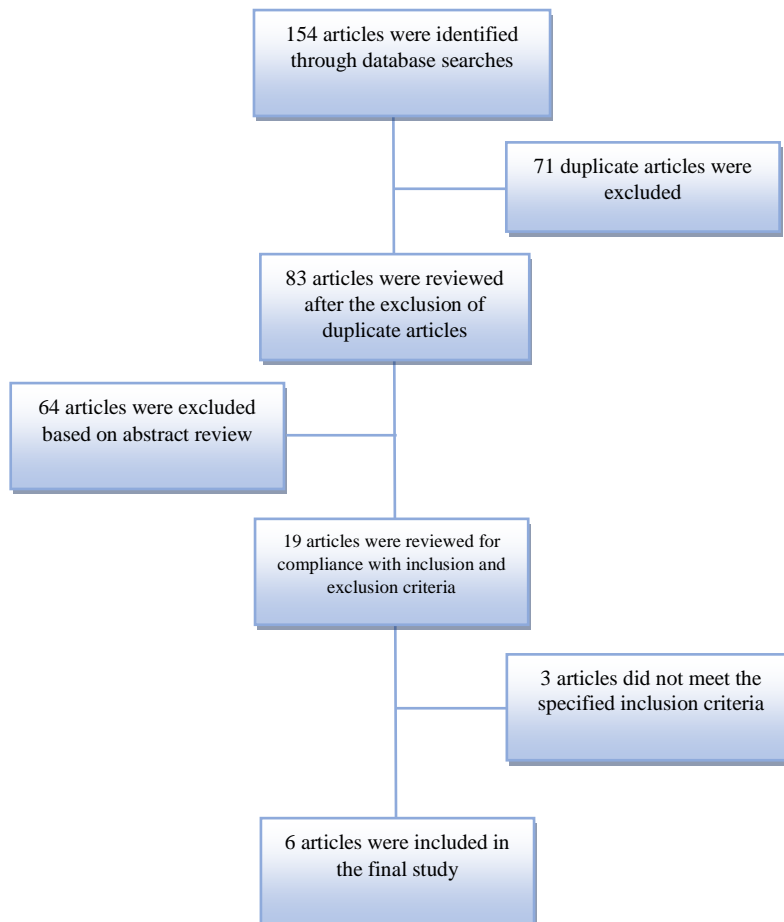 154 articles were identified
through database searches
71 duplicate articles were
excluded
83 articles were reviewed
after the exclusion of
duplicate articles
64 articles were excluded
based on abstract review
19 articles were reviewed for
compliance with inclusion and
exclusion criteria
3 articles did not meet the
specified inclusion criteria
6 articles were included in
the final study